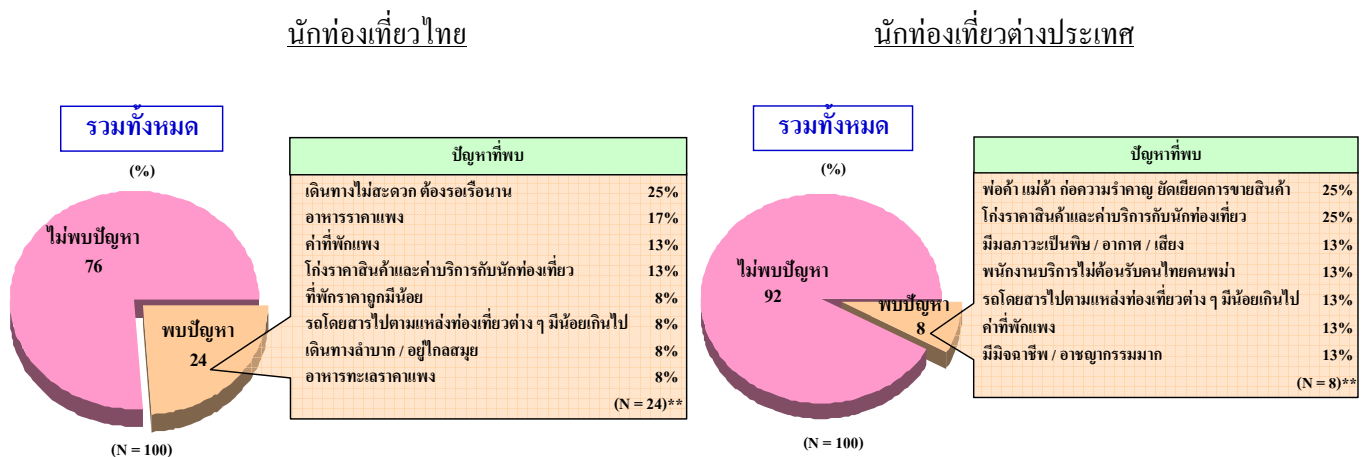 นักท่องเที่ยวไทย
รวมทั้งหมด
(%)
ไม่พบปัญหา
76
พบปัญหา
24
(N = 100)
ปัญหาที่พบ
เดินทางไม่สะดวก ต้องรอเรือนาน 25%
อาหารราคาแพง 17%
ค่าที่พักแพง 13%
โก่งราคาสินค้าและค่าบริการกับนักท่องเที่ยว 13%
ที่พักราคาถูกมีน้อย 8%
รถโดยสารไปตามแหล่งท่องเที่ยวต่าง ๆ มีน้อยเกินไป 8%
เดินทางลำบาก / อยู่ไกลสมุย 8%
อาหารทะเลราคาแพง 8%
(N = 24)**
นักท่องเที่ยวต่างประเทศ
รวมทั้งหมด
(%)
ไม่พบปัญหา
92
พบปัญหา
8
(N = 100)
ปัญหาที่พบ
พ่อค้า แม่ค้า ก่อความรำคาญ ยัดเยียดการขายสินค้า 25%
โก่งราคาสินค้าและค่าบริการกับนักท่องเที่ยว 25%
มีมลภาวะเป็นพิษ / อากาศ / เสียง 13%
พนักงานบริการไม่ต้อนรับคนไทยคนพม่า 13%
รถโดยสารไปตามแหล่งท่องเที่ยวต่าง ๆ มีน้อยเกินไป 13%
ค่าที่พักแพง 13%
มีมิจฉาชีพ / อาชญากรรมมาก 13%
(N = 8)**